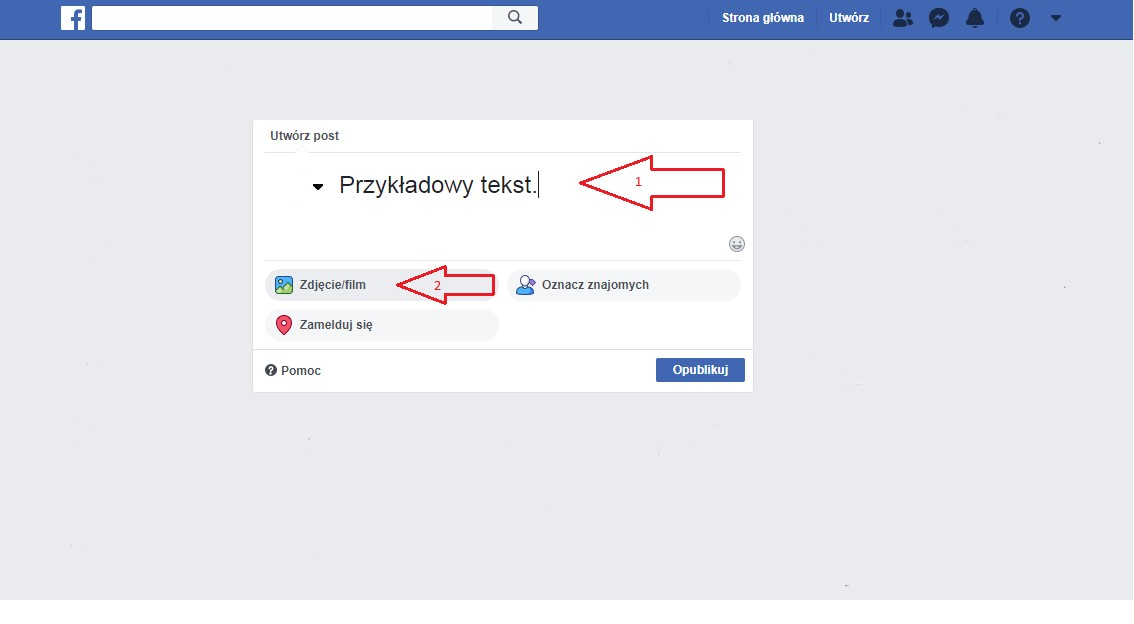 Strona główna Utwórz
Utwórz post
Przykładowy tekst. 1
Zdjęcie/film 2 Oznacz znajomych
Zamelduj się
Pomoc Opublikuj